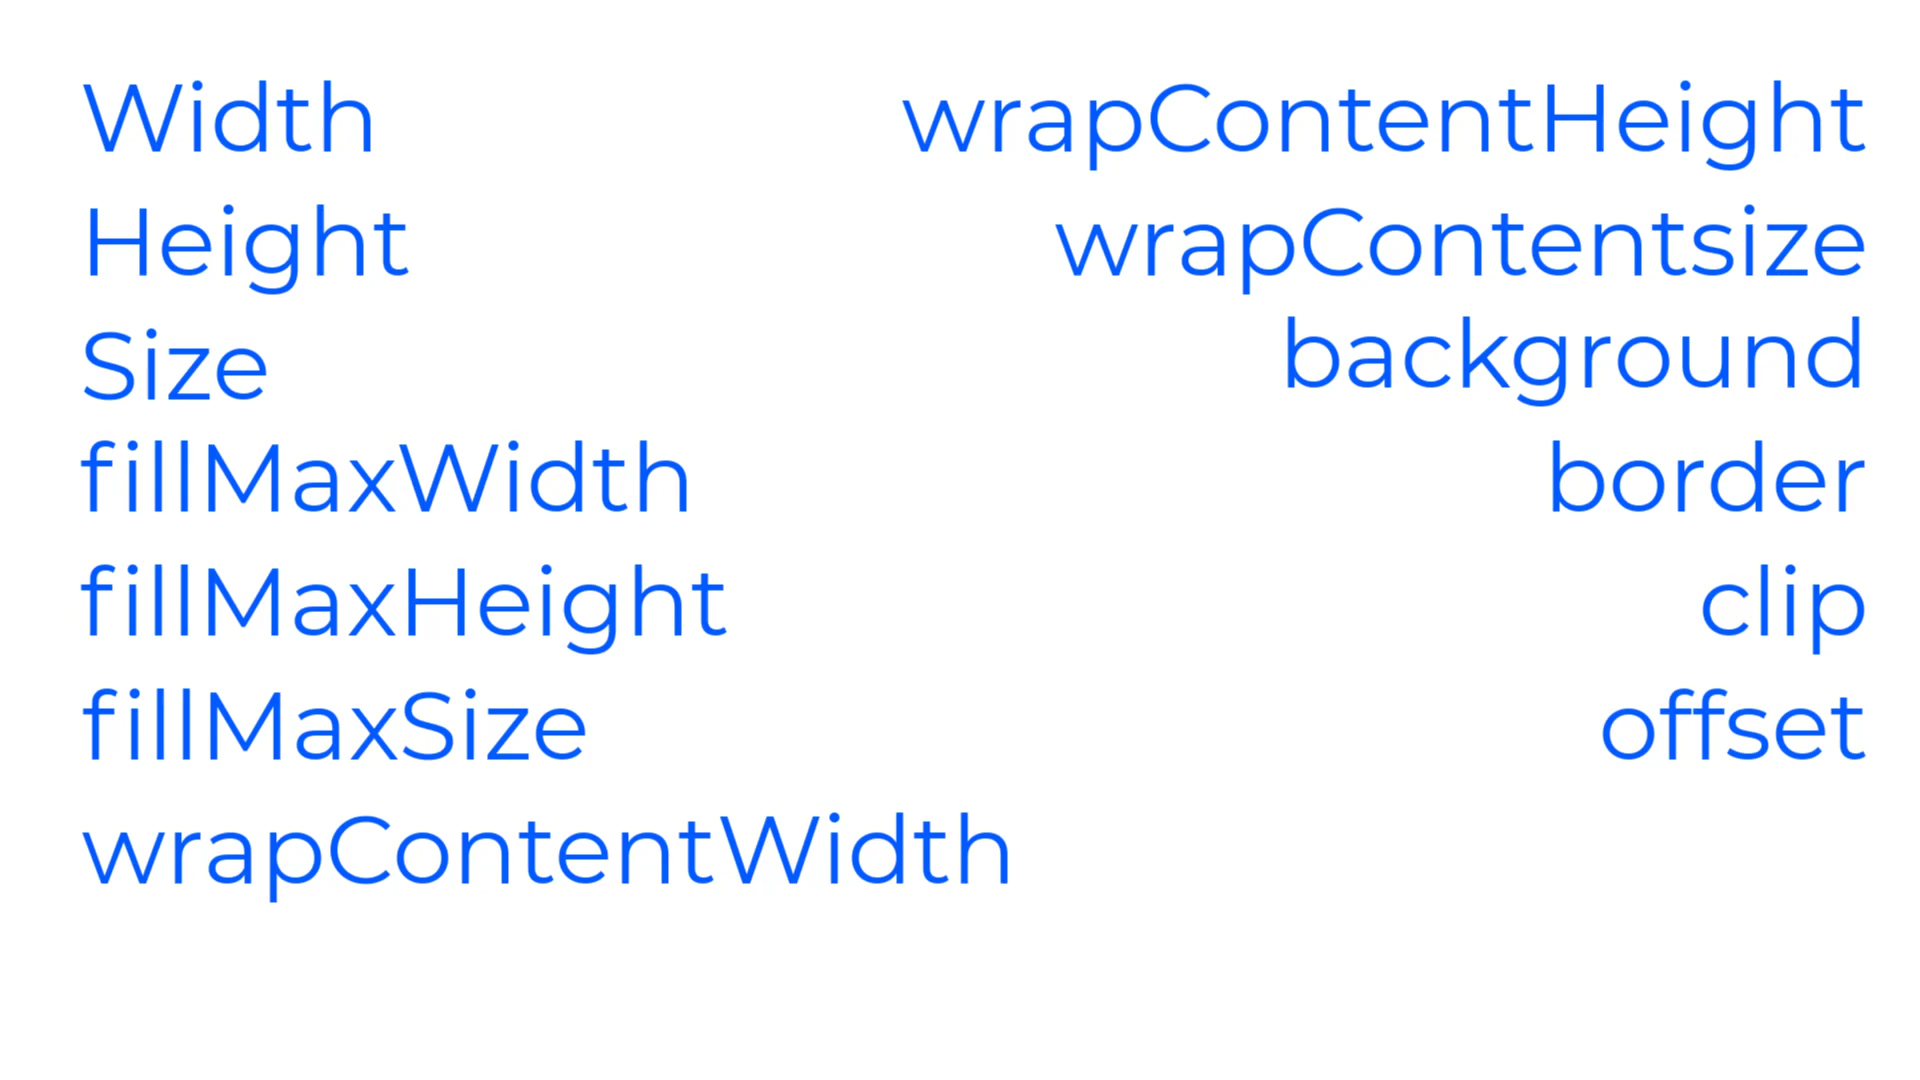 Width
Height
Size
fillMaxWidth
fillMaxHeight
fillMaxSize
wrapContentWidth
wrapContentHeight
wrapContentsize
background
border
clip
offset